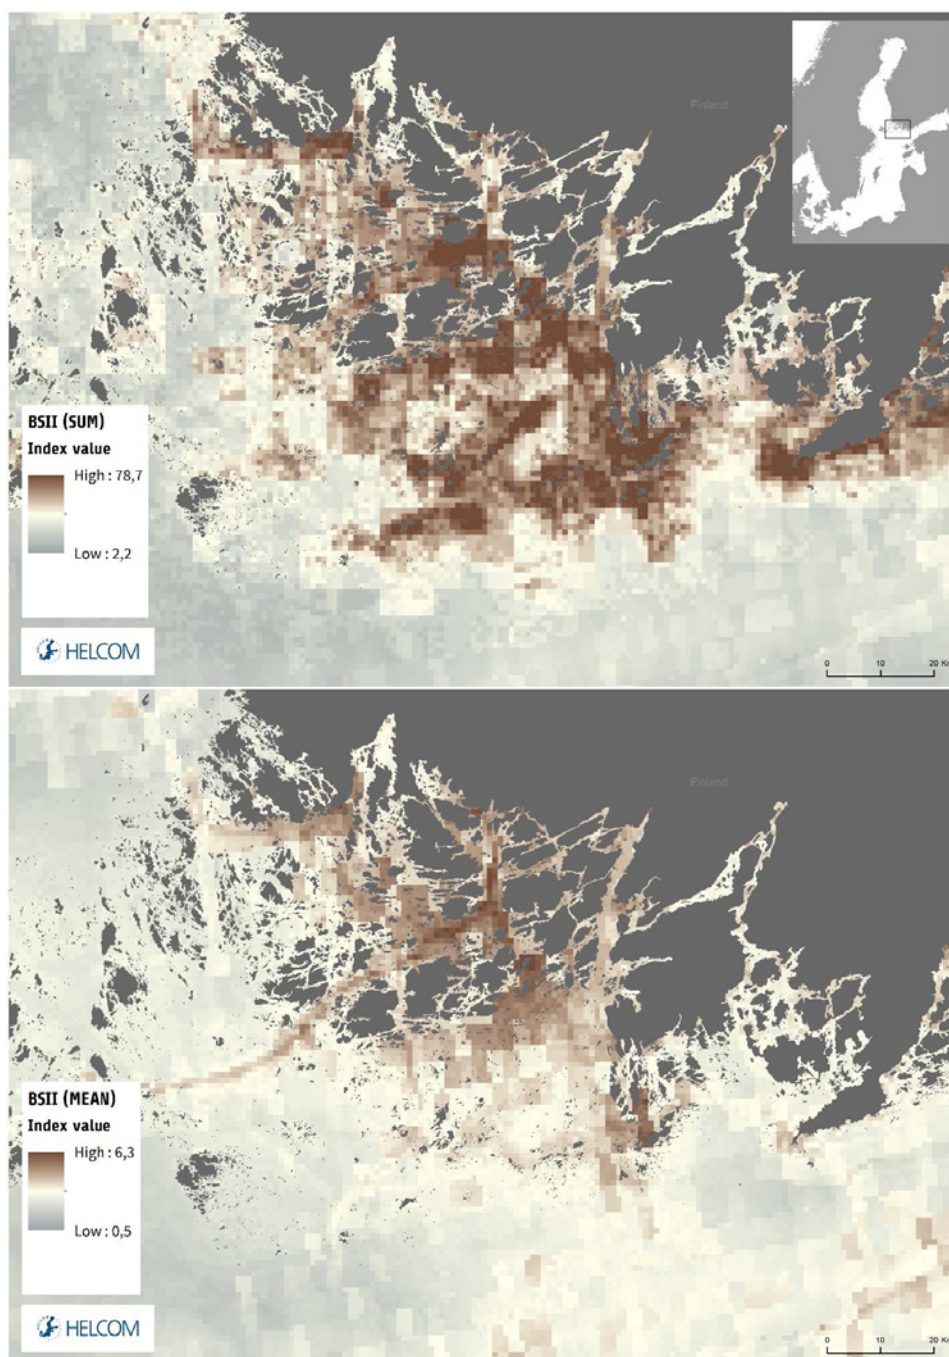 Finland
BSII (SUM)
Index value
High : 78,7
Low : 2,2
HELCOM
0 10 20 K
Finland
BSII (MEAN)
Index value
High : 6,3
Low : 0,5
HELCOM
0 10 20 K